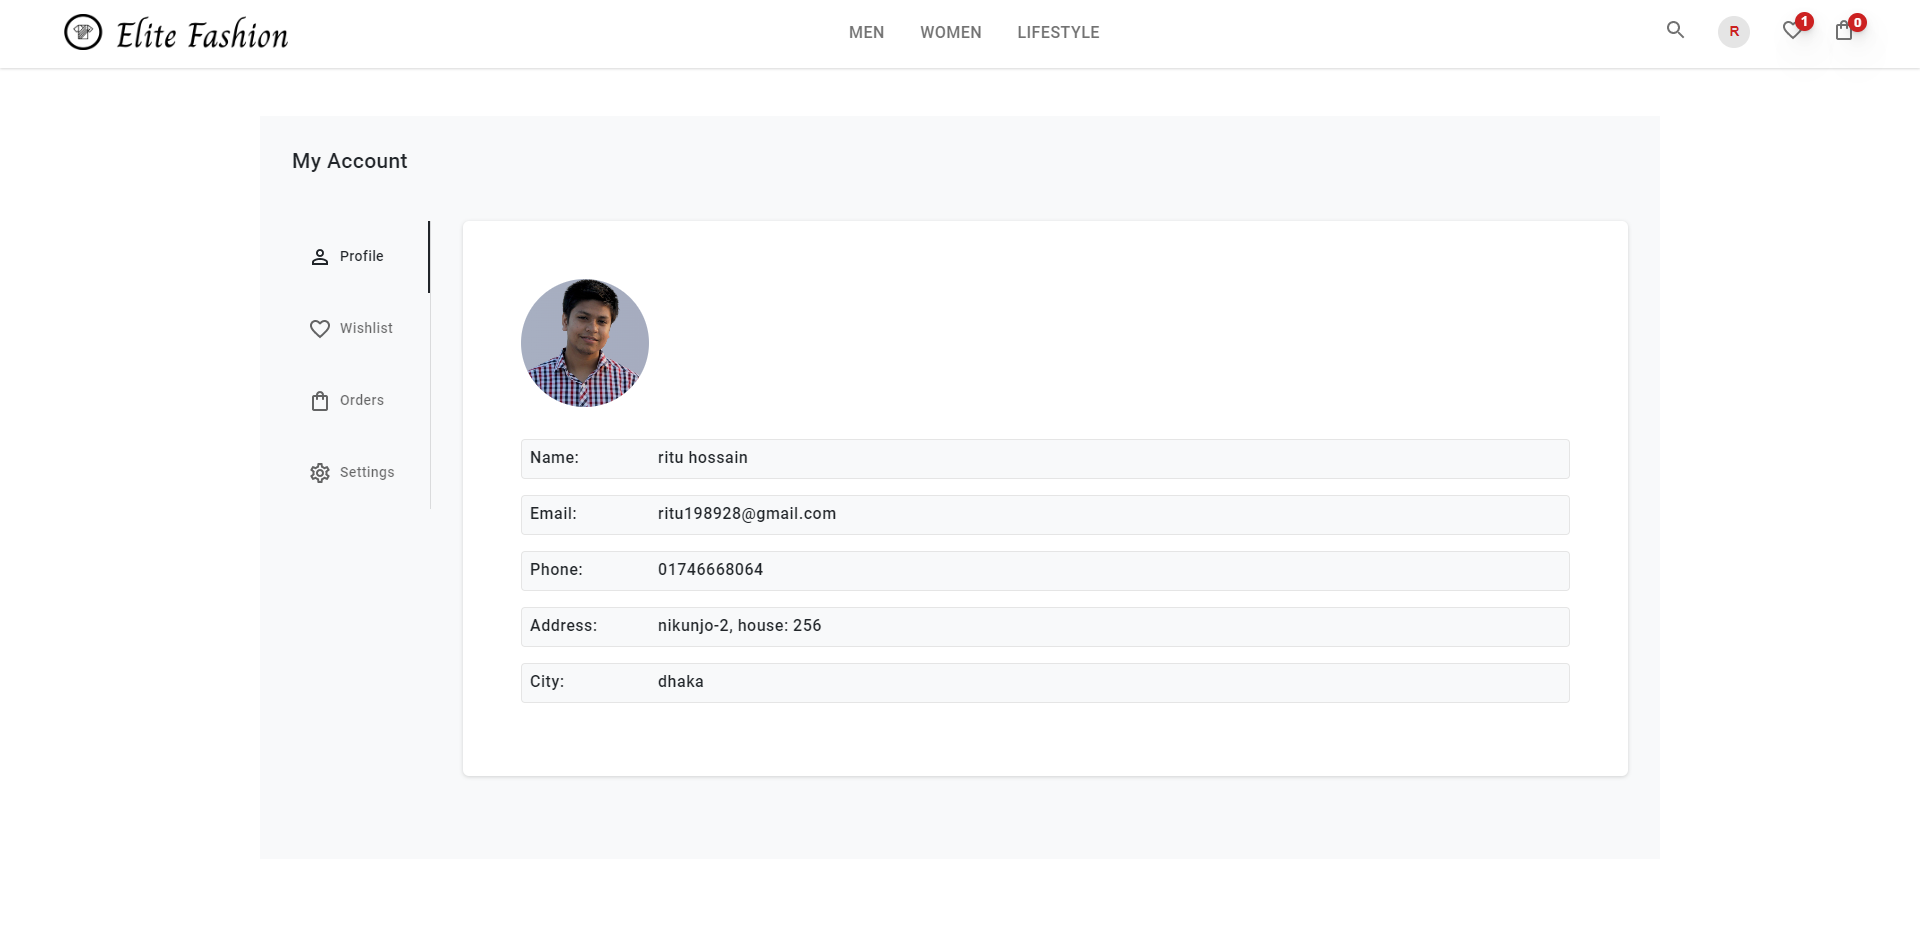 Elite Fashion
MEN WOMEN LIFESTYLE
R 1 0
My Account
Profile
Wishlist
Orders
Settings
Name: ritu hossain
Email: ritu198928@gmail.com
Phone: 01746668064
Address: nikunjo-2, house: 256
City: dhaka